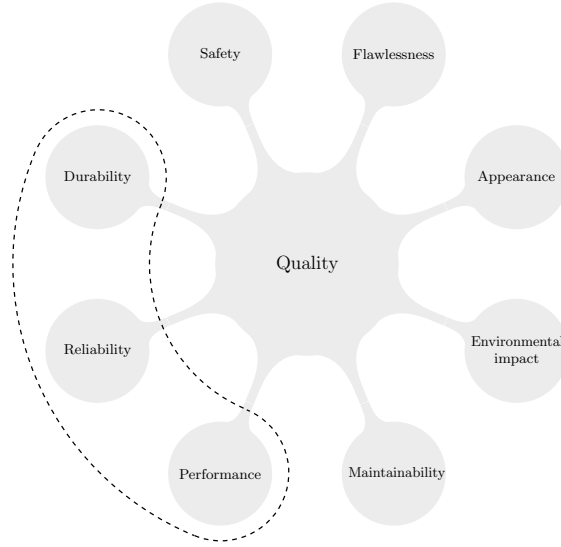 Safety
Flawlessness
Durability
Appearance
Quality
Reliability
Environmental
impact
Performance
Maintainability